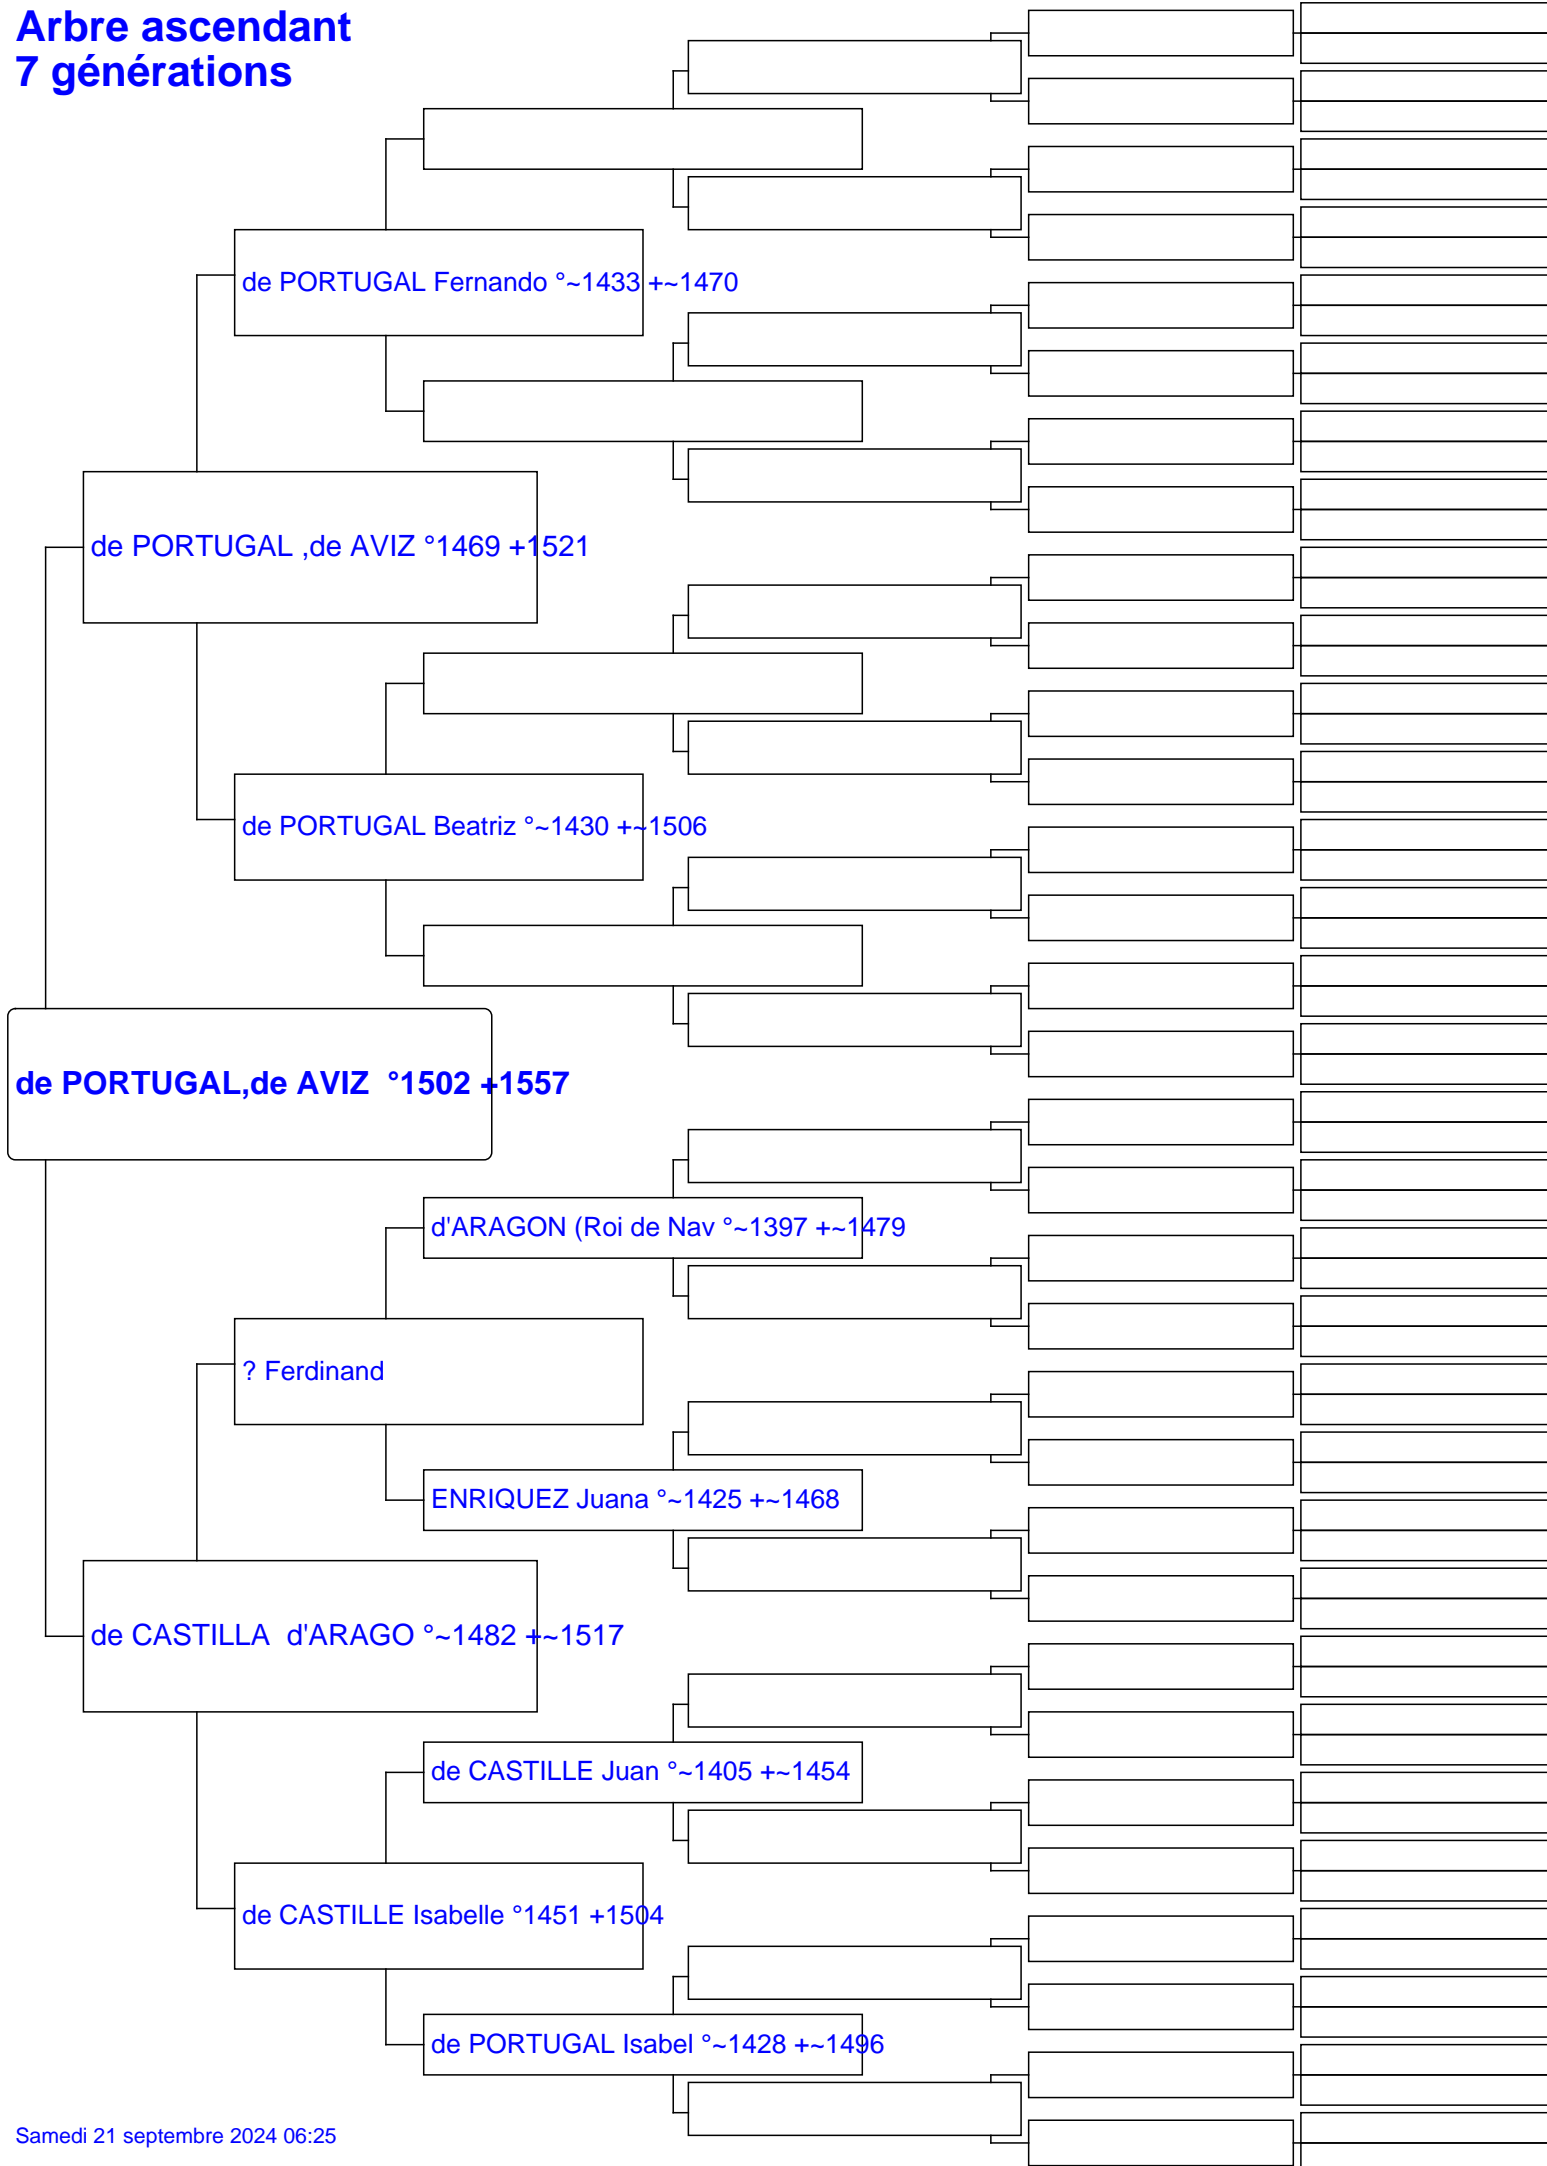 Arbre ascendant
7 générations
de PORTUGAL Fernando °~1433 +~1470
de PORTUGAL ,de AVIZ °1469 +1521
de PORTUGAL Beatriz °~1430 +~1506
de PORTUGAL,de AVIZ  °1502 +1557
d'ARAGON (Roi de Nav °~1397 +~1479
? Ferdinand
ENRIQUEZ Juana °~1425 +~1468
de CASTILLA  d'ARAGO °~1482 +~1517
de CASTILLE Juan °~1405 +~1454
de CASTILLE Isabelle °1451 +1504
de PORTUGAL Isabel °~1428 +~1496
Samedi 21 septembre 2024 06:25